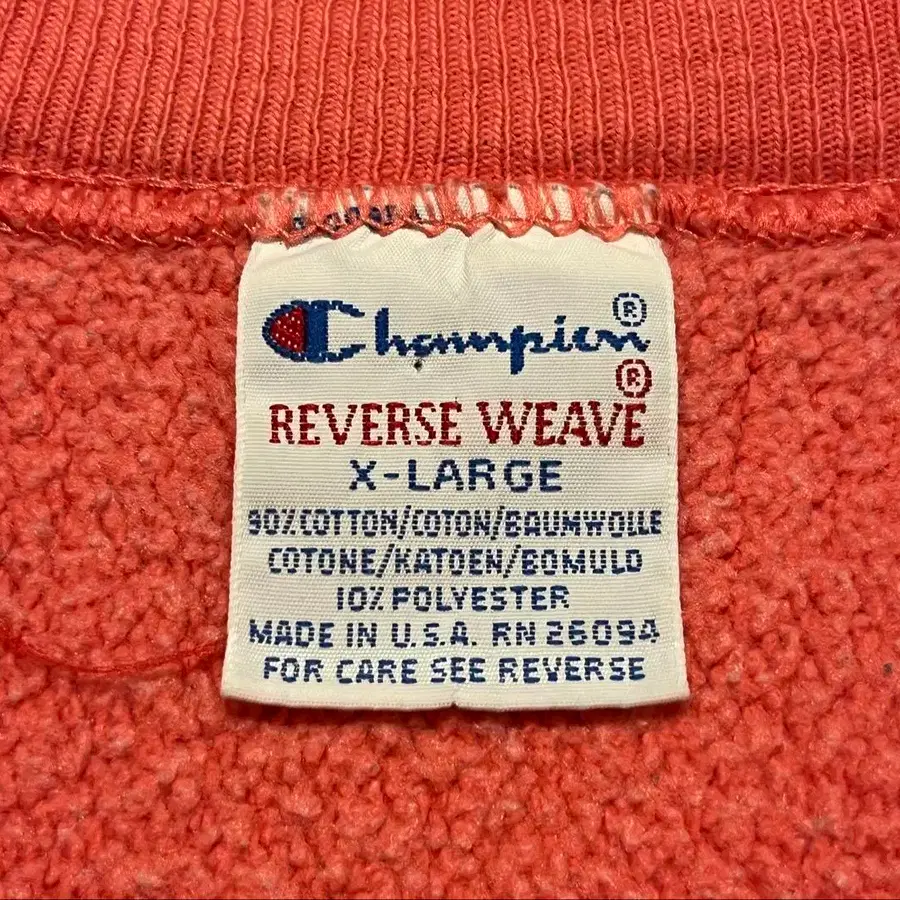 Champion®
®
REVERSE WEAVE
X-LARGE
90%COTTON/COTON/BAUMWOLLE
COTONE/KATOEN/BOMULD
10% POLYESTER
MADE IN U.S.A. RN 26094
FOR CARE SEE REVERSE